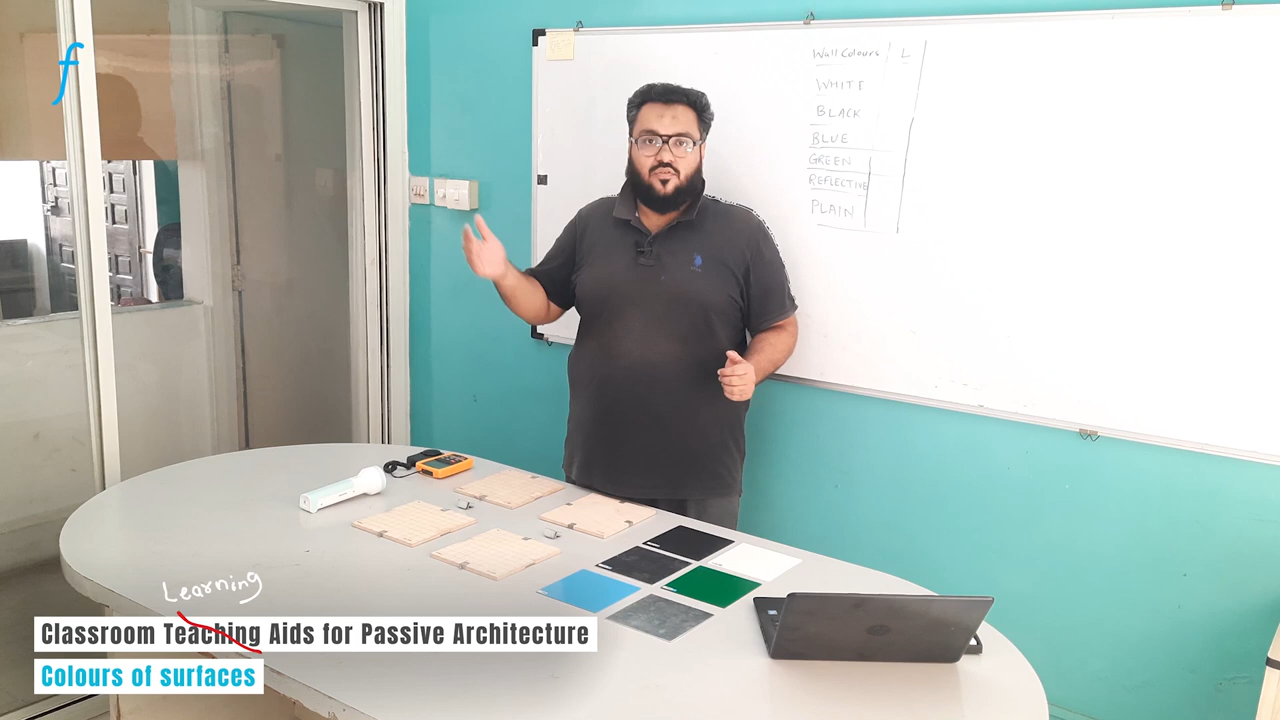 f
Wall Colours L
WHITE
BLACK
BLUE
GREEN
REFLECTIVE
PLAIN
Learning
Classroom Teaching Aids for Passive Architecture
Colours of surfaces